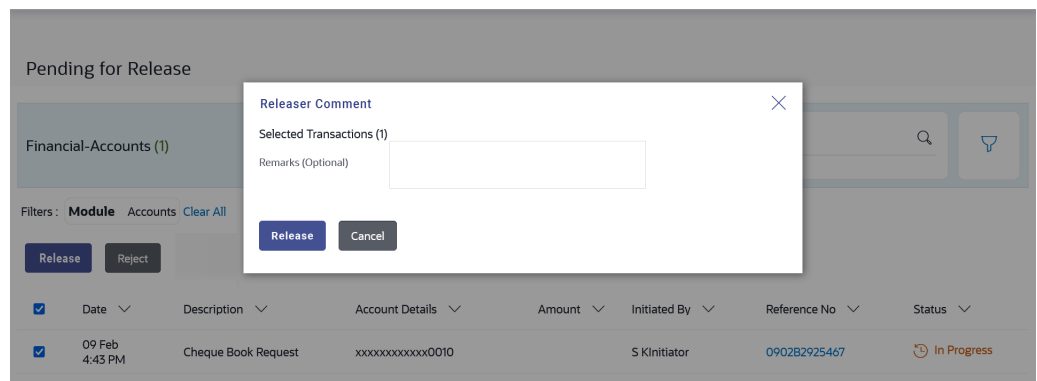 Pending for Release
Releaser Comment
Selected Transactions (1)
Remarks (Optional)
Release Cancel
Financial-Accounts (1)
Filters : Module Accounts Clear All
Release Reject
Date Description Account Details Amount Initiated By Reference No Status
09 Feb
4:43 PM
Cheque Book Request xxxxxxxxxxxx0010 S KInitiator 0902B2925467 In Progress